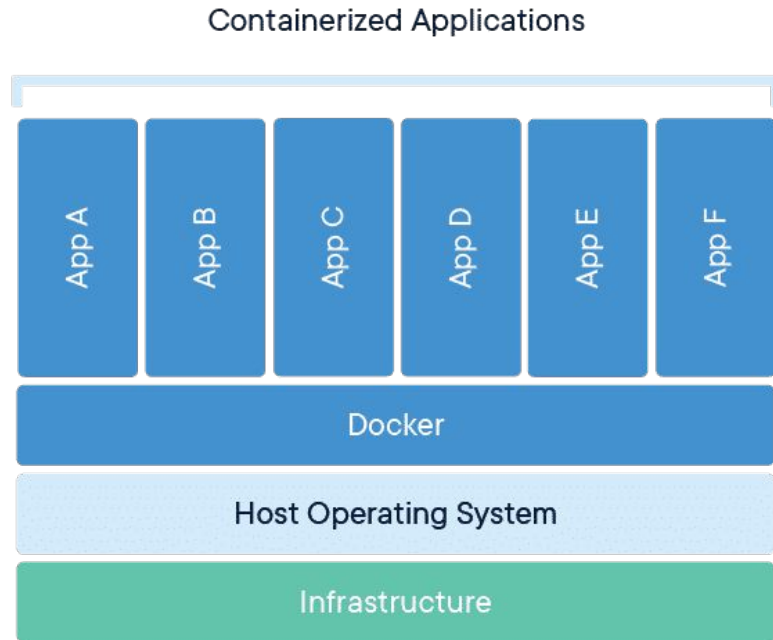 Containerized Applications
App A
App B
App C
App D
App E
App F
Docker
Host Operating System
Infrastructure